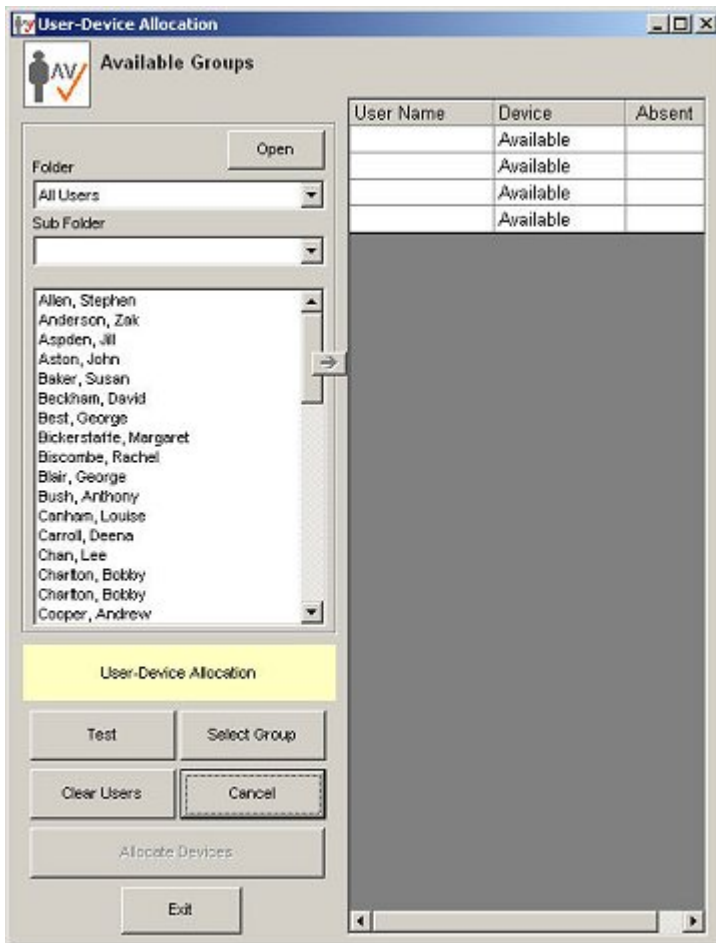 User-Device Allocation
AV
Available Groups
Open
Folder
All Users
Sub Folder
Allen, Stephen
Anderson, Zak
Aspden, Jill
Aston, John
Baker, Susan
Beckham, David
Best, George
Bickerstaffe, Margaret
Biscombe, Rachel
Blair, George
Bush, Anthony
Canham, Louise
Carroll, Deena
Chan, Lee
Charlton, Bobby
Charlton, Bobby
Cooper, Andrew
User-Device Allocation
Test Select Group
Clear Users Cancel
Allocate Devices
Exit
User Name Device Absent
Available
Available
Available
Available